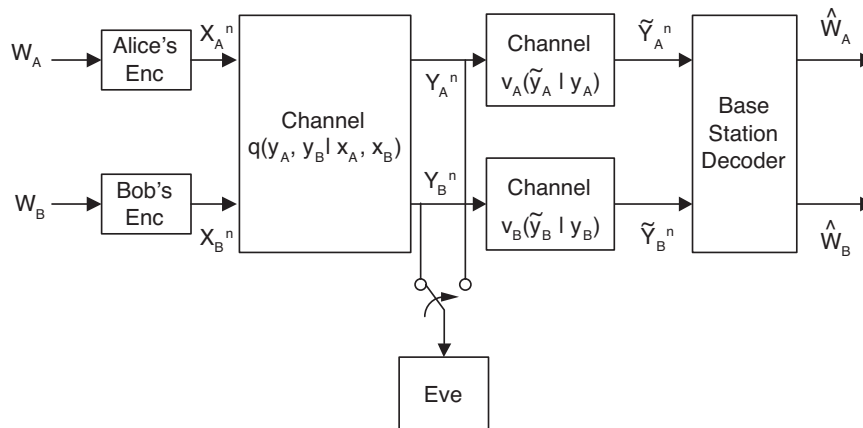 W_A
Alice's Enc
X_A^n
Channel
q(y_A, y_B| x_A, x_B)
Y_A^n
Channel
v_A(ỹ_A | y_A)
Ỹ_A^n
Base Station Decoder
Ŵ_A
W_B
Bob's Enc
X_B^n
Y_B^n
Channel
v_B(ỹ_B | y_B)
Ỹ_B^n
Ŵ_B
Eve